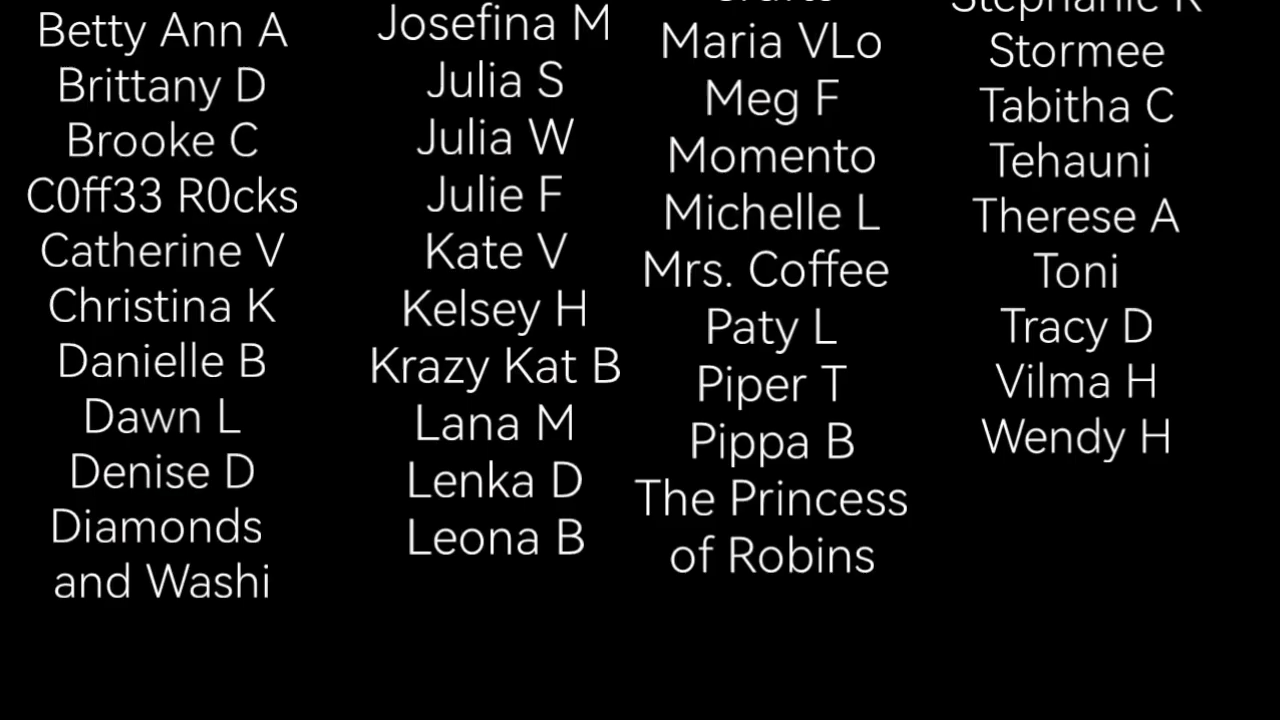 Betty Ann A
Brittany D
Brooke C
C0ff33 R0cks
Catherine V
Christina K
Danielle B
Dawn L
Denise D
Diamonds
and Washi
Josefina M
Julia S
Julia W
Julie F
Kate V
Kelsey H
Krazy Kat B
Lana M
Lenka D
Leona B
Maria VLo
Meg F
Momento
Michelle L
Mrs. Coffee
Paty L
Piper T
Pippa B
The Princess
of Robins
Stormee
Tabitha C
Tehauni
Therese A
Toni
Tracy D
Vilma H
Wendy H